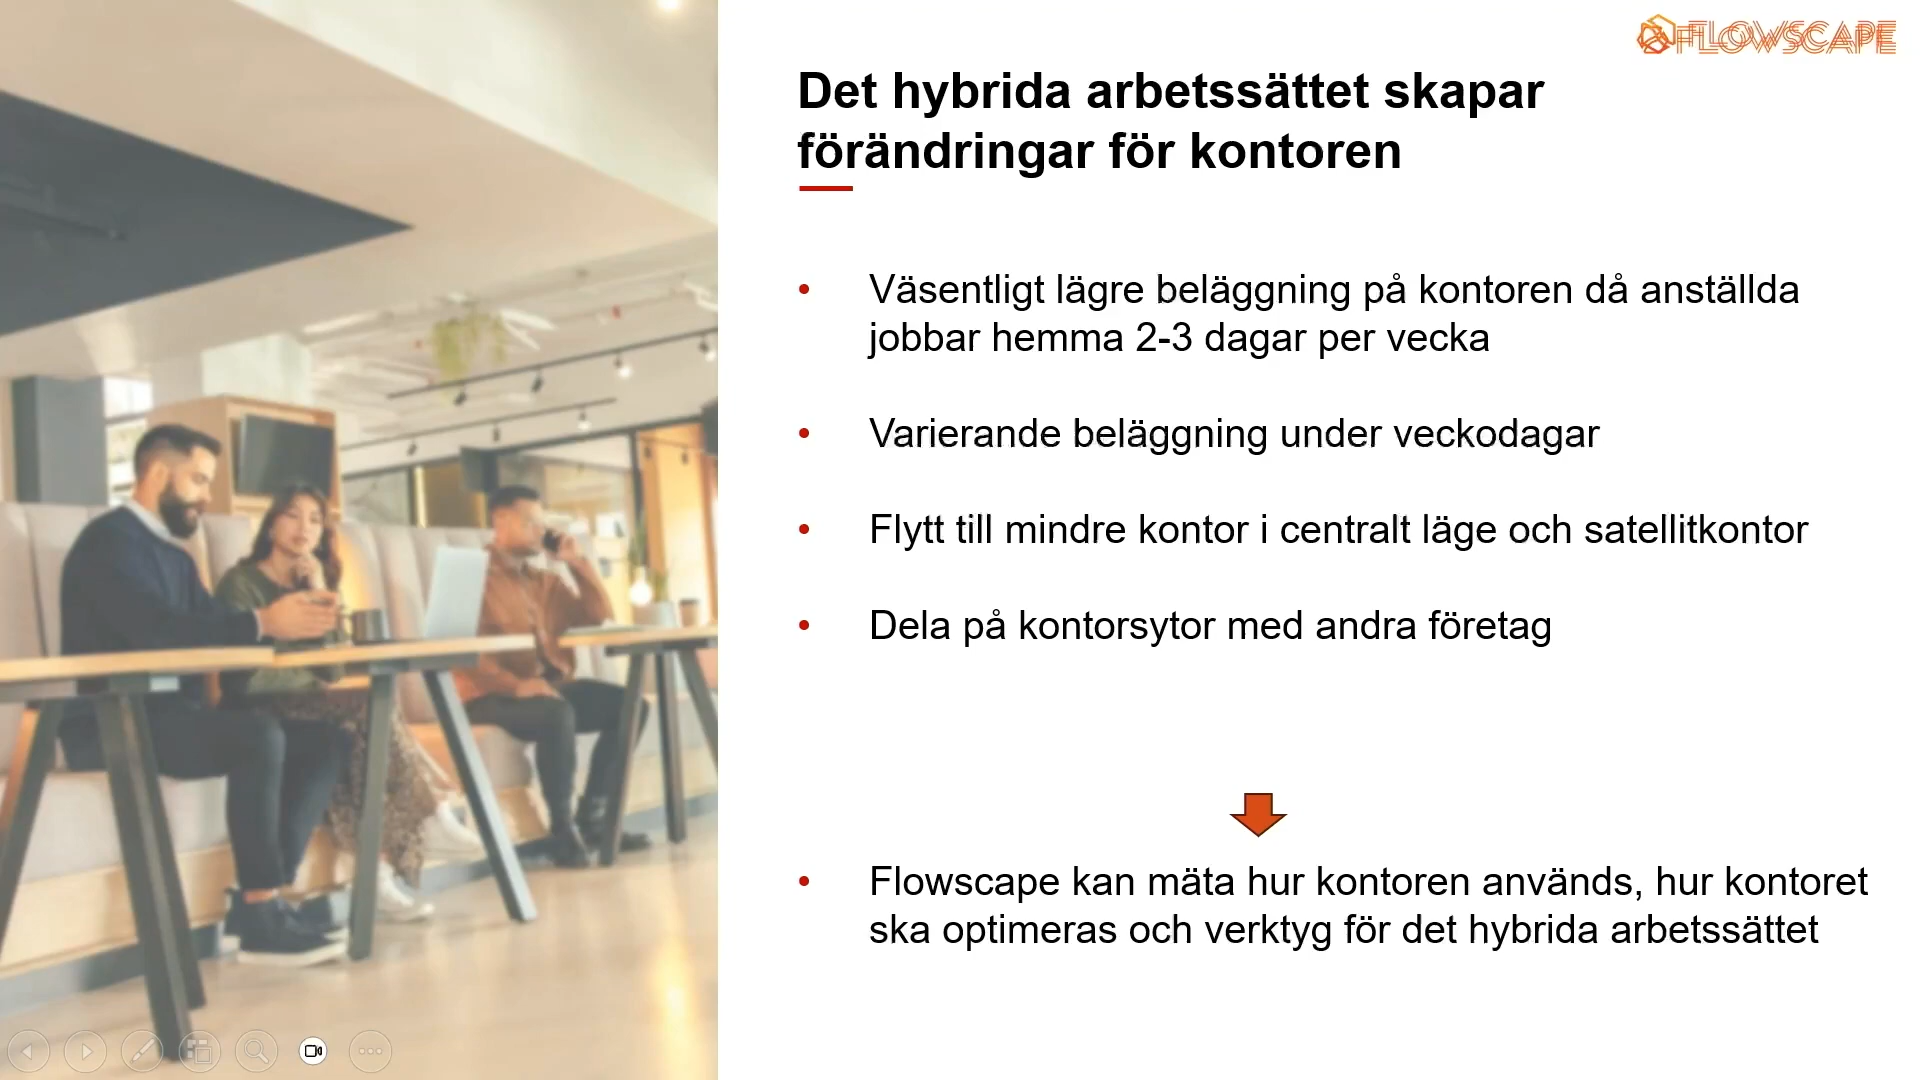 FLOWSCAPE
Det hybrida arbetssättet skapar
förändringar för kontoren
• Väsentligt lägre beläggning på kontoren då anställda
jobbar hemma 2-3 dagar per vecka
• Varierande beläggning under veckodagar
• Flytt till mindre kontor i centralt läge och satellitkontor
• Dela på kontorsytor med andra företag
• Flowscape kan mäta hur kontoren används, hur kontoret
ska optimeras och verktyg för det hybrida arbetssättet